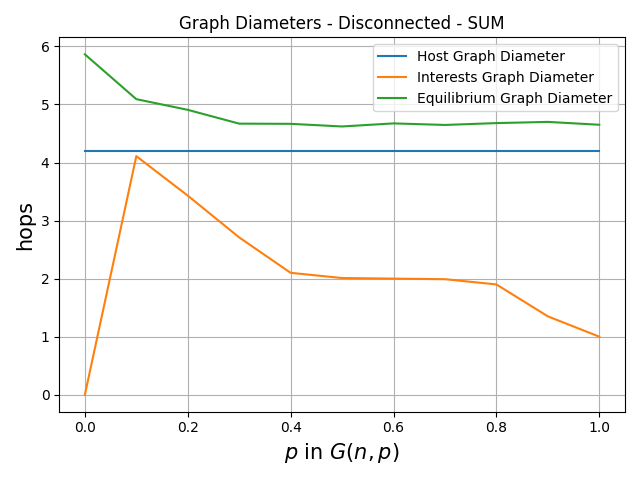 Graph Diameters - Disconnected - SUM
Host Graph Diameter
Interests Graph Diameter
Equilibrium Graph Diameter
6
5
4
3
2
1
0
hops
0.0 0.2 0.4 0.6 0.8 1.0
p in G(n, p)